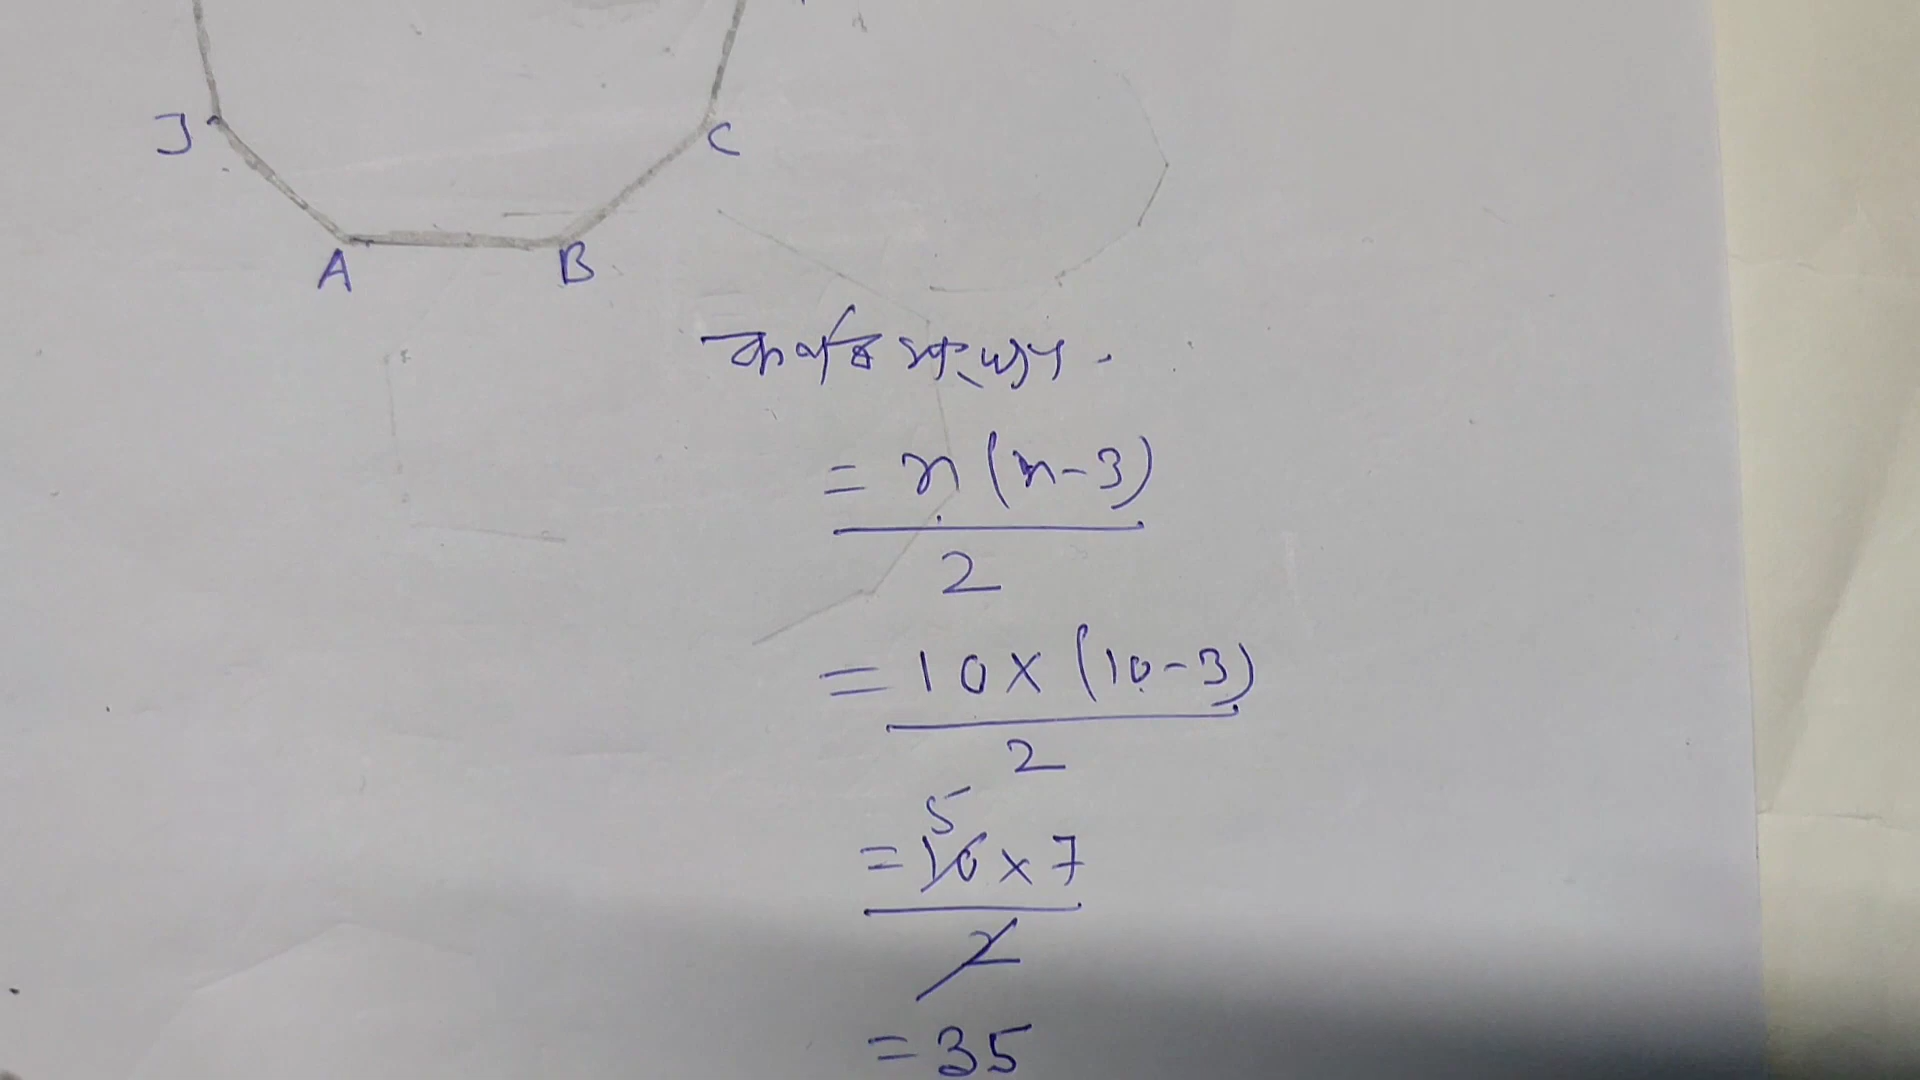 J
C
A B
কর্ণের সংখ্যা
= n (n-3)
2
= 10 x (10-3)
2
5
= 10 x 7
2
= 35